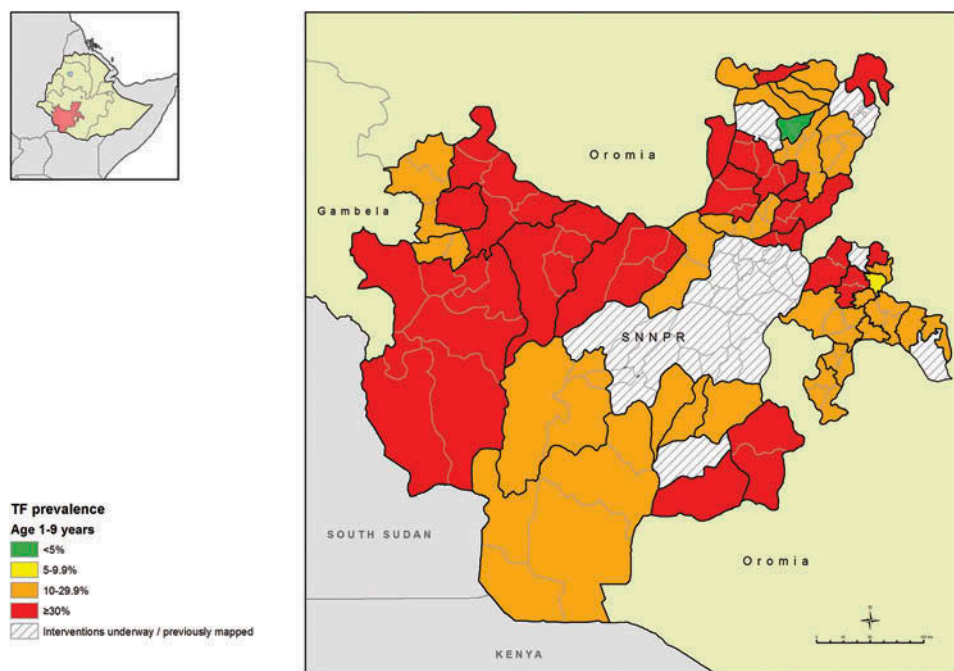 Oromia
Gambela
SNNPR
SOUTH SUDAN
Oromia
KENYA
TF prevalence
Age 1-9 years
<5%
5-9.9%
10-29.9%
≥30%
Interventions underway / previously mapped